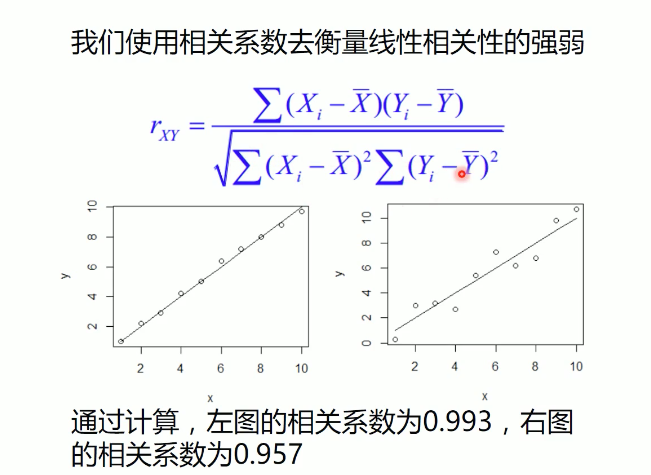 我们使用相关系数去衡量线性相关性的强弱
r_{XY} = \frac{\sum (X_i - \overline{X})(Y_i - \overline{Y})}{\sqrt{\sum (X_i - \overline{X})^2 \sum (Y_i - \overline{Y})^2}}
y
10
8
6
4
2
2 4 6 8 10
x
y
10
8
6
4
2
0
2 4 6 8 10
x
通过计算，左图的相关系数为0.993，右图
的相关系数为0.957